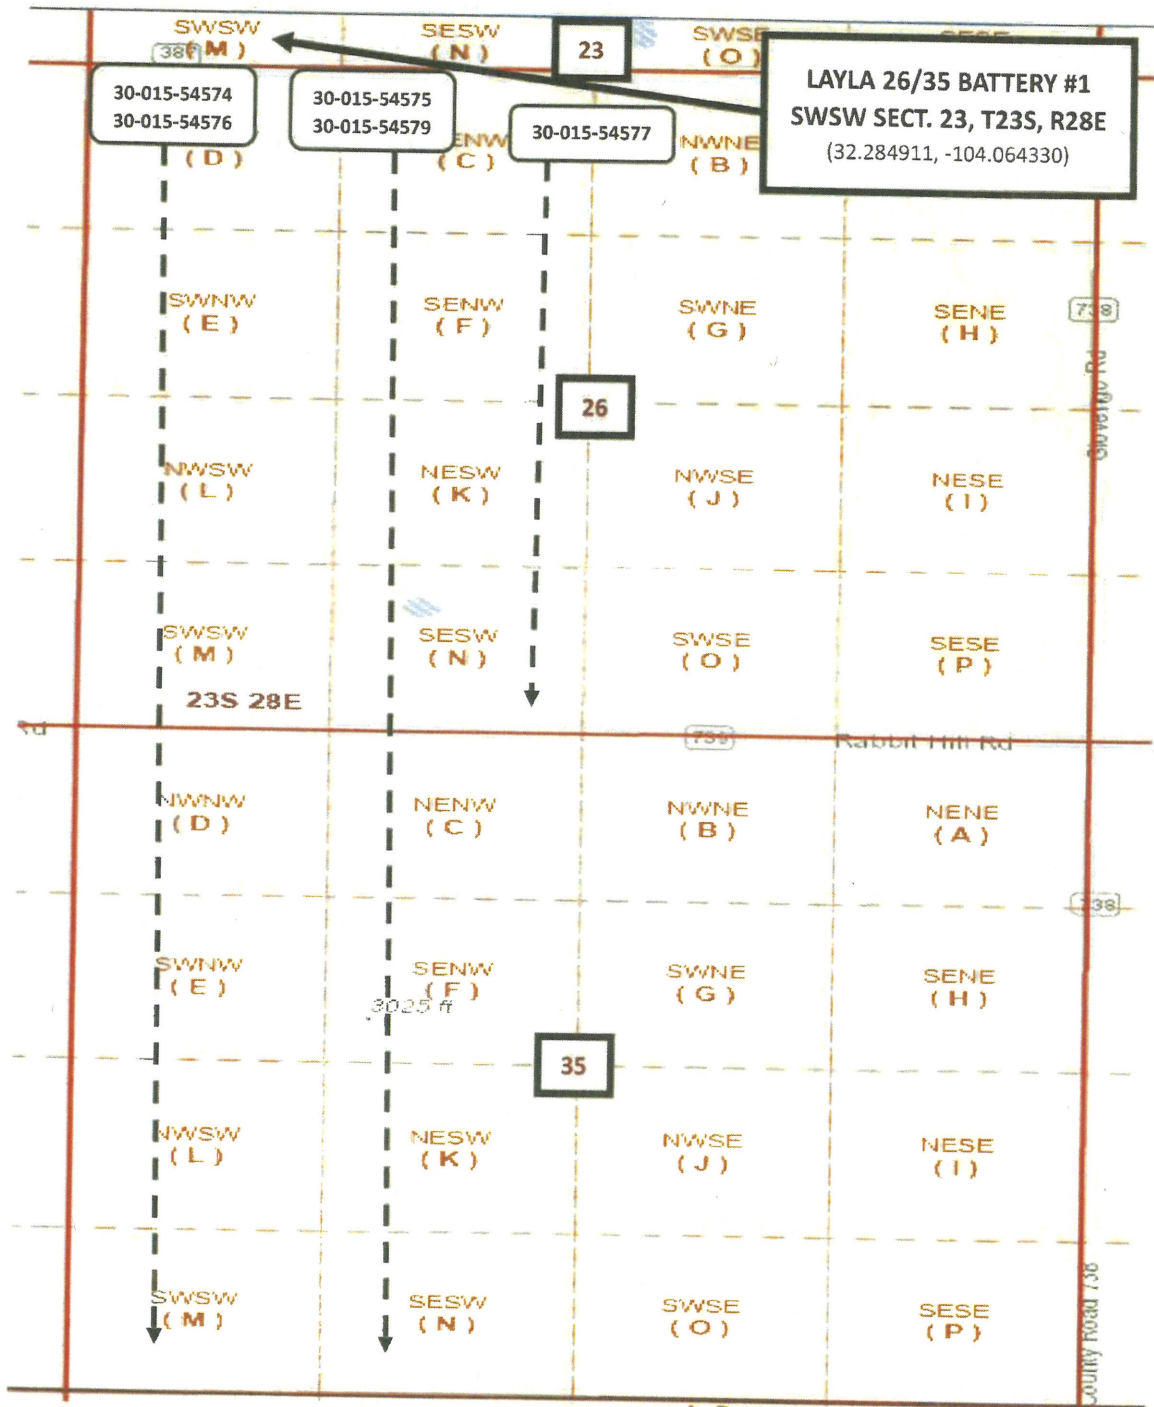 SWSW
SESW
SWSE
(M)
(N)
23
(O)
LAYLA 26/35 BATTERY #1
SWSW SECT. 23, T23S, R28E
(32.284911, -104.064330)
30-015-54574
30-015-54576
30-015-54575
30-015-54579
30-015-54577
(D)
(C)
NWNE
(B)
SWNW
(E)
SENW
(F)
SWNE
(G)
SENE
(H)
738
26
NWSW
(L)
NESW
(K)
NWSE
(J)
NESE
(I)
SWSW
(M)
SESW
(N)
SWSE
(O)
SESE
(P)
23S 28E
Rd
Rabbit Hill Rd
NWNW
(D)
NENW
(C)
NWNE
(B)
NENE
(A)
738
SWNW
(E)
SENW
(F)
SWNE
(G)
SENE
(H)
3025 ft
35
NWSW
(L)
NESW
(K)
NWSE
(J)
NESE
(I)
SWSW
(M)
SESW
(N)
SWSE
(O)
SESE
(P)
County Road 738